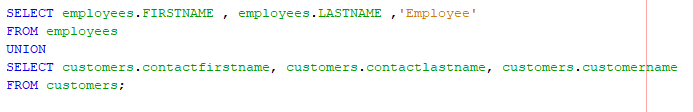 SELECT employees.FIRSTNAME , employees.LASTNAME ,'Employee'
FROM employees
UNION
SELECT customers.contactfirstname, customers.contactlastname, customers.customername
FROM customers;